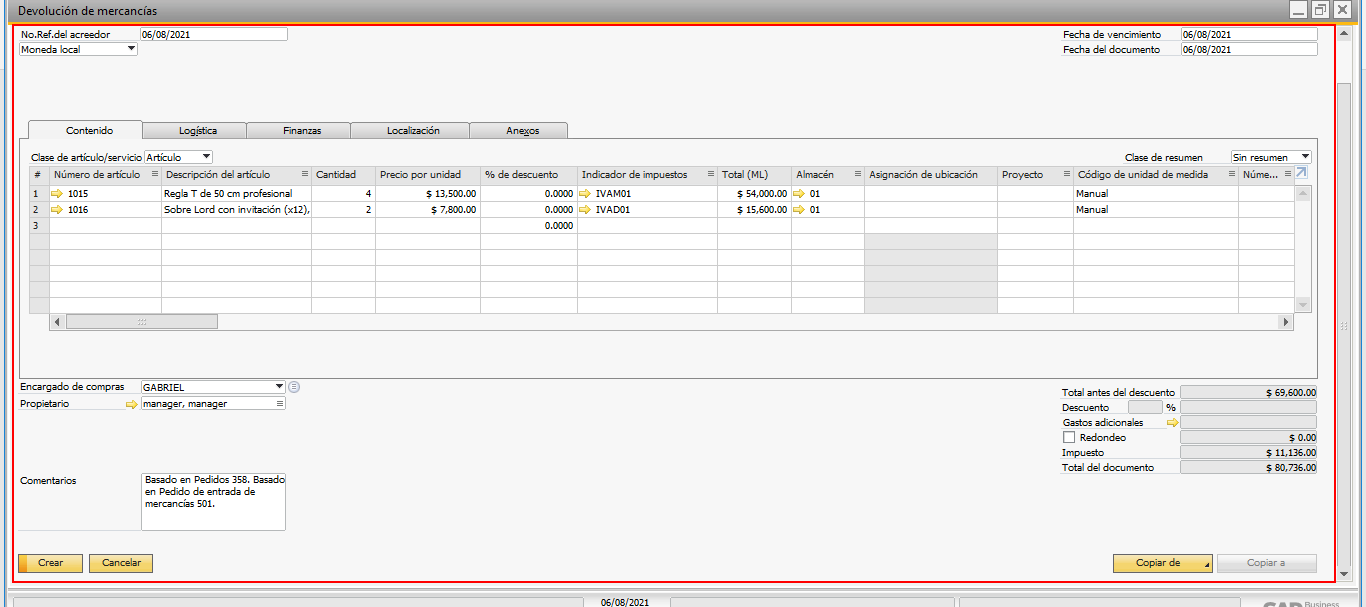 Devolución de mercancías
No.Ref.del acreedor 06/08/2021 Fecha de vencimiento 06/08/2021
Moneda local Fecha del documento 06/08/2021
Contenido Logística Finanzas Localización Anexos
Clase de artículo/servicio Artículo Clase de resumen Sin resumen
# Número de artículo Descripción del artículo Cantidad Precio por unidad % de descuento Indicador de impuestos Total (ML) Almacén Asignación de ubicación Proyecto Código de unidad de medida Núme...
1 1015 Regla T de 50 cm profesional 4 $ 13,500.00 0.0000 IVAM01 $ 54,000.00 01 Manual
2 1016 Sobre Lord con invitación (x12), 2 $ 7,800.00 0.0000 IVAD01 $ 15,600.00 01 Manual
3 0.0000
Encargado de compras GABRIEL
Propietario manager, manager
Total antes del descuento $ 69,600.00
Descuento %
Gastos adicionales
Redondeo $ 0.00
Impuesto $ 11,136.00
Total del documento $ 80,736.00
Comentarios Basado en Pedidos 358. Basado
en Pedido de entrada de
mercancías 501.
Crear Cancelar Copiar de Copiar a
06/08/2021
Business